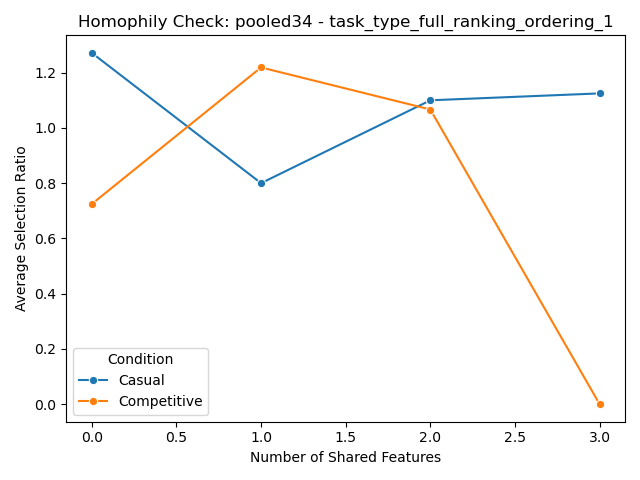 Homophily Check: pooled34 - task_type_full_ranking_ordering_1
Average Selection Ratio
1.2
1.0
0.8
0.6
0.4
0.2
0.0
Condition
Casual
Competitive
0.0 0.5 1.0 1.5 2.0 2.5 3.0
Number of Shared Features